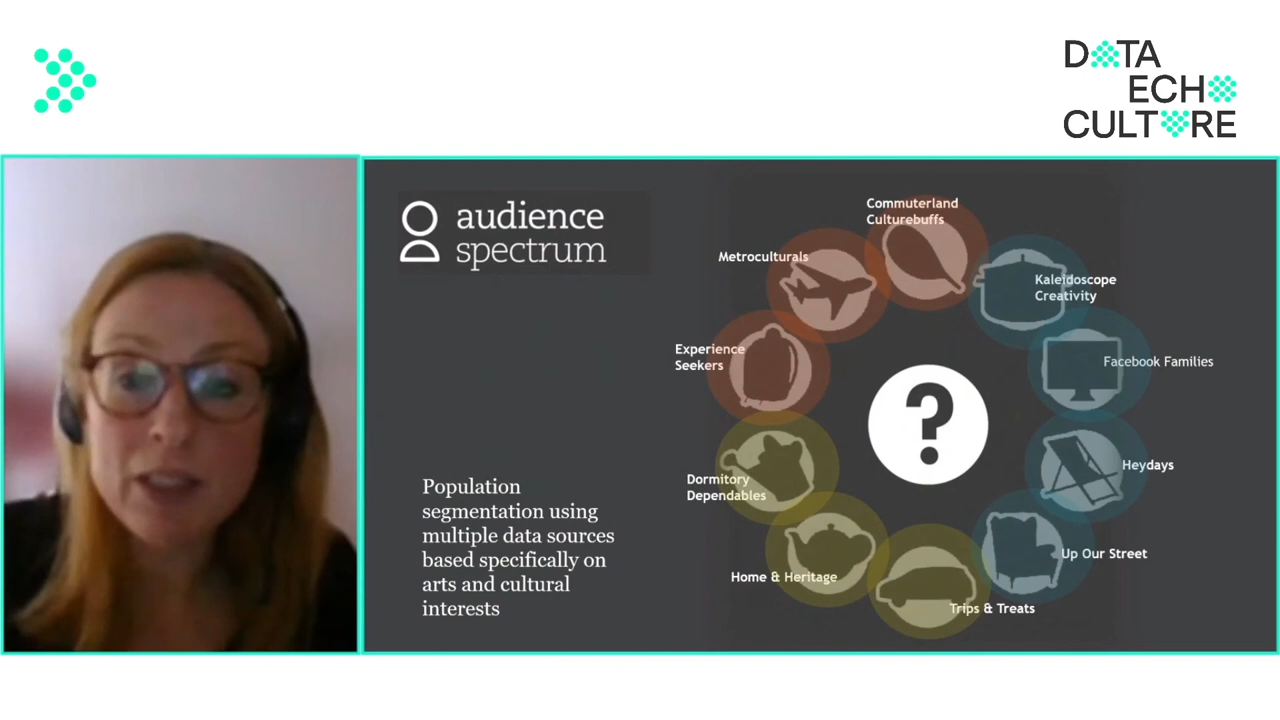 DATA
ECHO
CULTURE
audience
spectrum
Population
segmentation using
multiple data sources
based specifically on
arts and cultural
interests
Commuterland
Culturebuffs
Metroculturals
Kaleidoscope
Creativity
Experience
Seekers
Facebook Families
?
Dormitory
Dependables
Heydays
Home & Heritage
Up Our Street
Trips & Treats